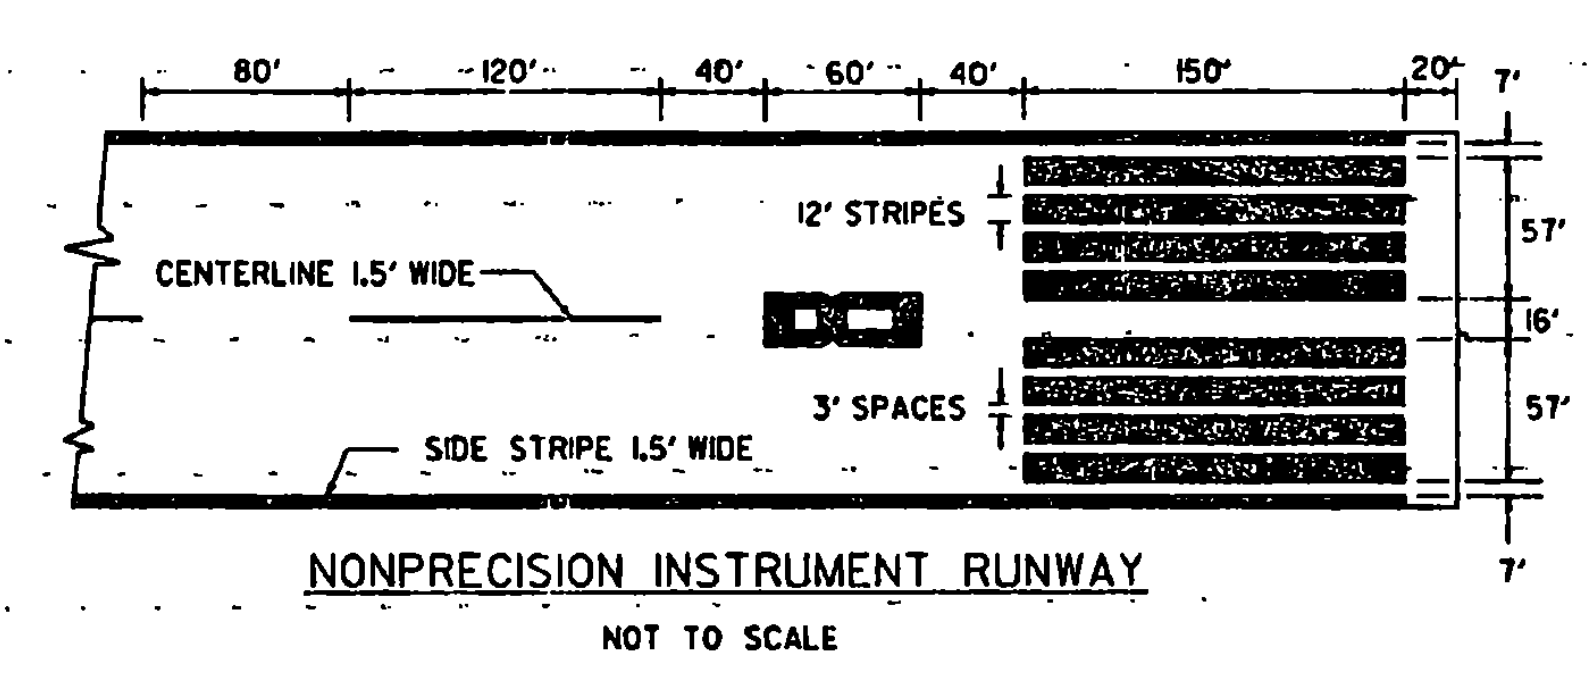 80' 120' 40' 60' 40' 150' 20' 7'
12' STRIPES
57'
CENTERLINE 1.5' WIDE
16'
3' SPACES
57'
SIDE STRIPE 1.5' WIDE
NONPRECISION INSTRUMENT RUNWAY
7'
NOT TO SCALE